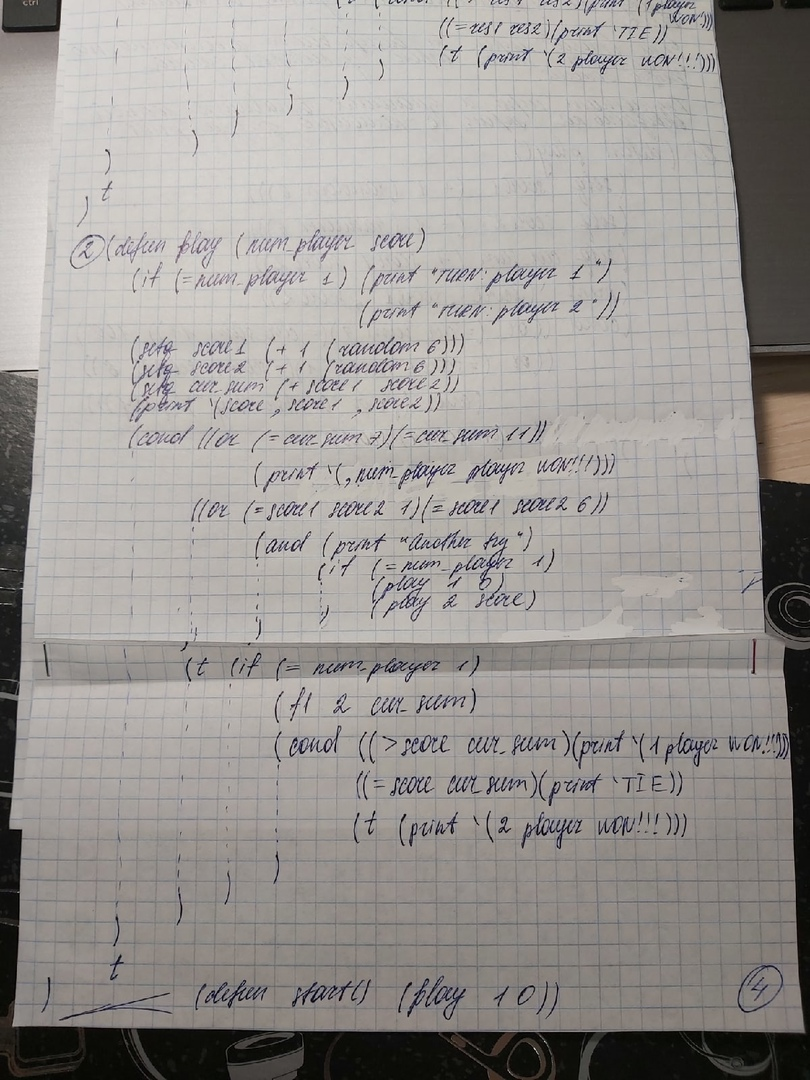 ctrl
(print `(1 player
WON!!!)))
((=res1 res2)(print `TIE))
(t (print `(2 player WON!!!)))
)
)
)
)
)
)
)
t
)
② (defun play (num_player score)
(if (=num_player 1) (print "TURN: player 1")
(print "TURN: player 2"))
(setq score1 (+ 1 (random 6)))
(setq score2 (+ 1 (random 6)))
(setq cur_sum (+ score1 score2))
(print `(score ,score1 ,score2))
(cond ((or (=cur_sum 7)(=cur_sum 11))
(print `(,num_player player WON!!!)))
((or (=score1 score2 1)(=score1 score2 6))
(and (print "Another try")
(if (=num_player 1)
(play 1 0)
(play 2 score)
)
)
)
(t (if (= num_player 1)
(f1 2 cur_sum)
(cond ((>score cur_sum)(print `(1 player WON!!!)))
((=score cur_sum)(print `TIE))
(t (print `(2 player WON!!!)))
)
)
)
)
t
) (defun start() (play 1 0))
4